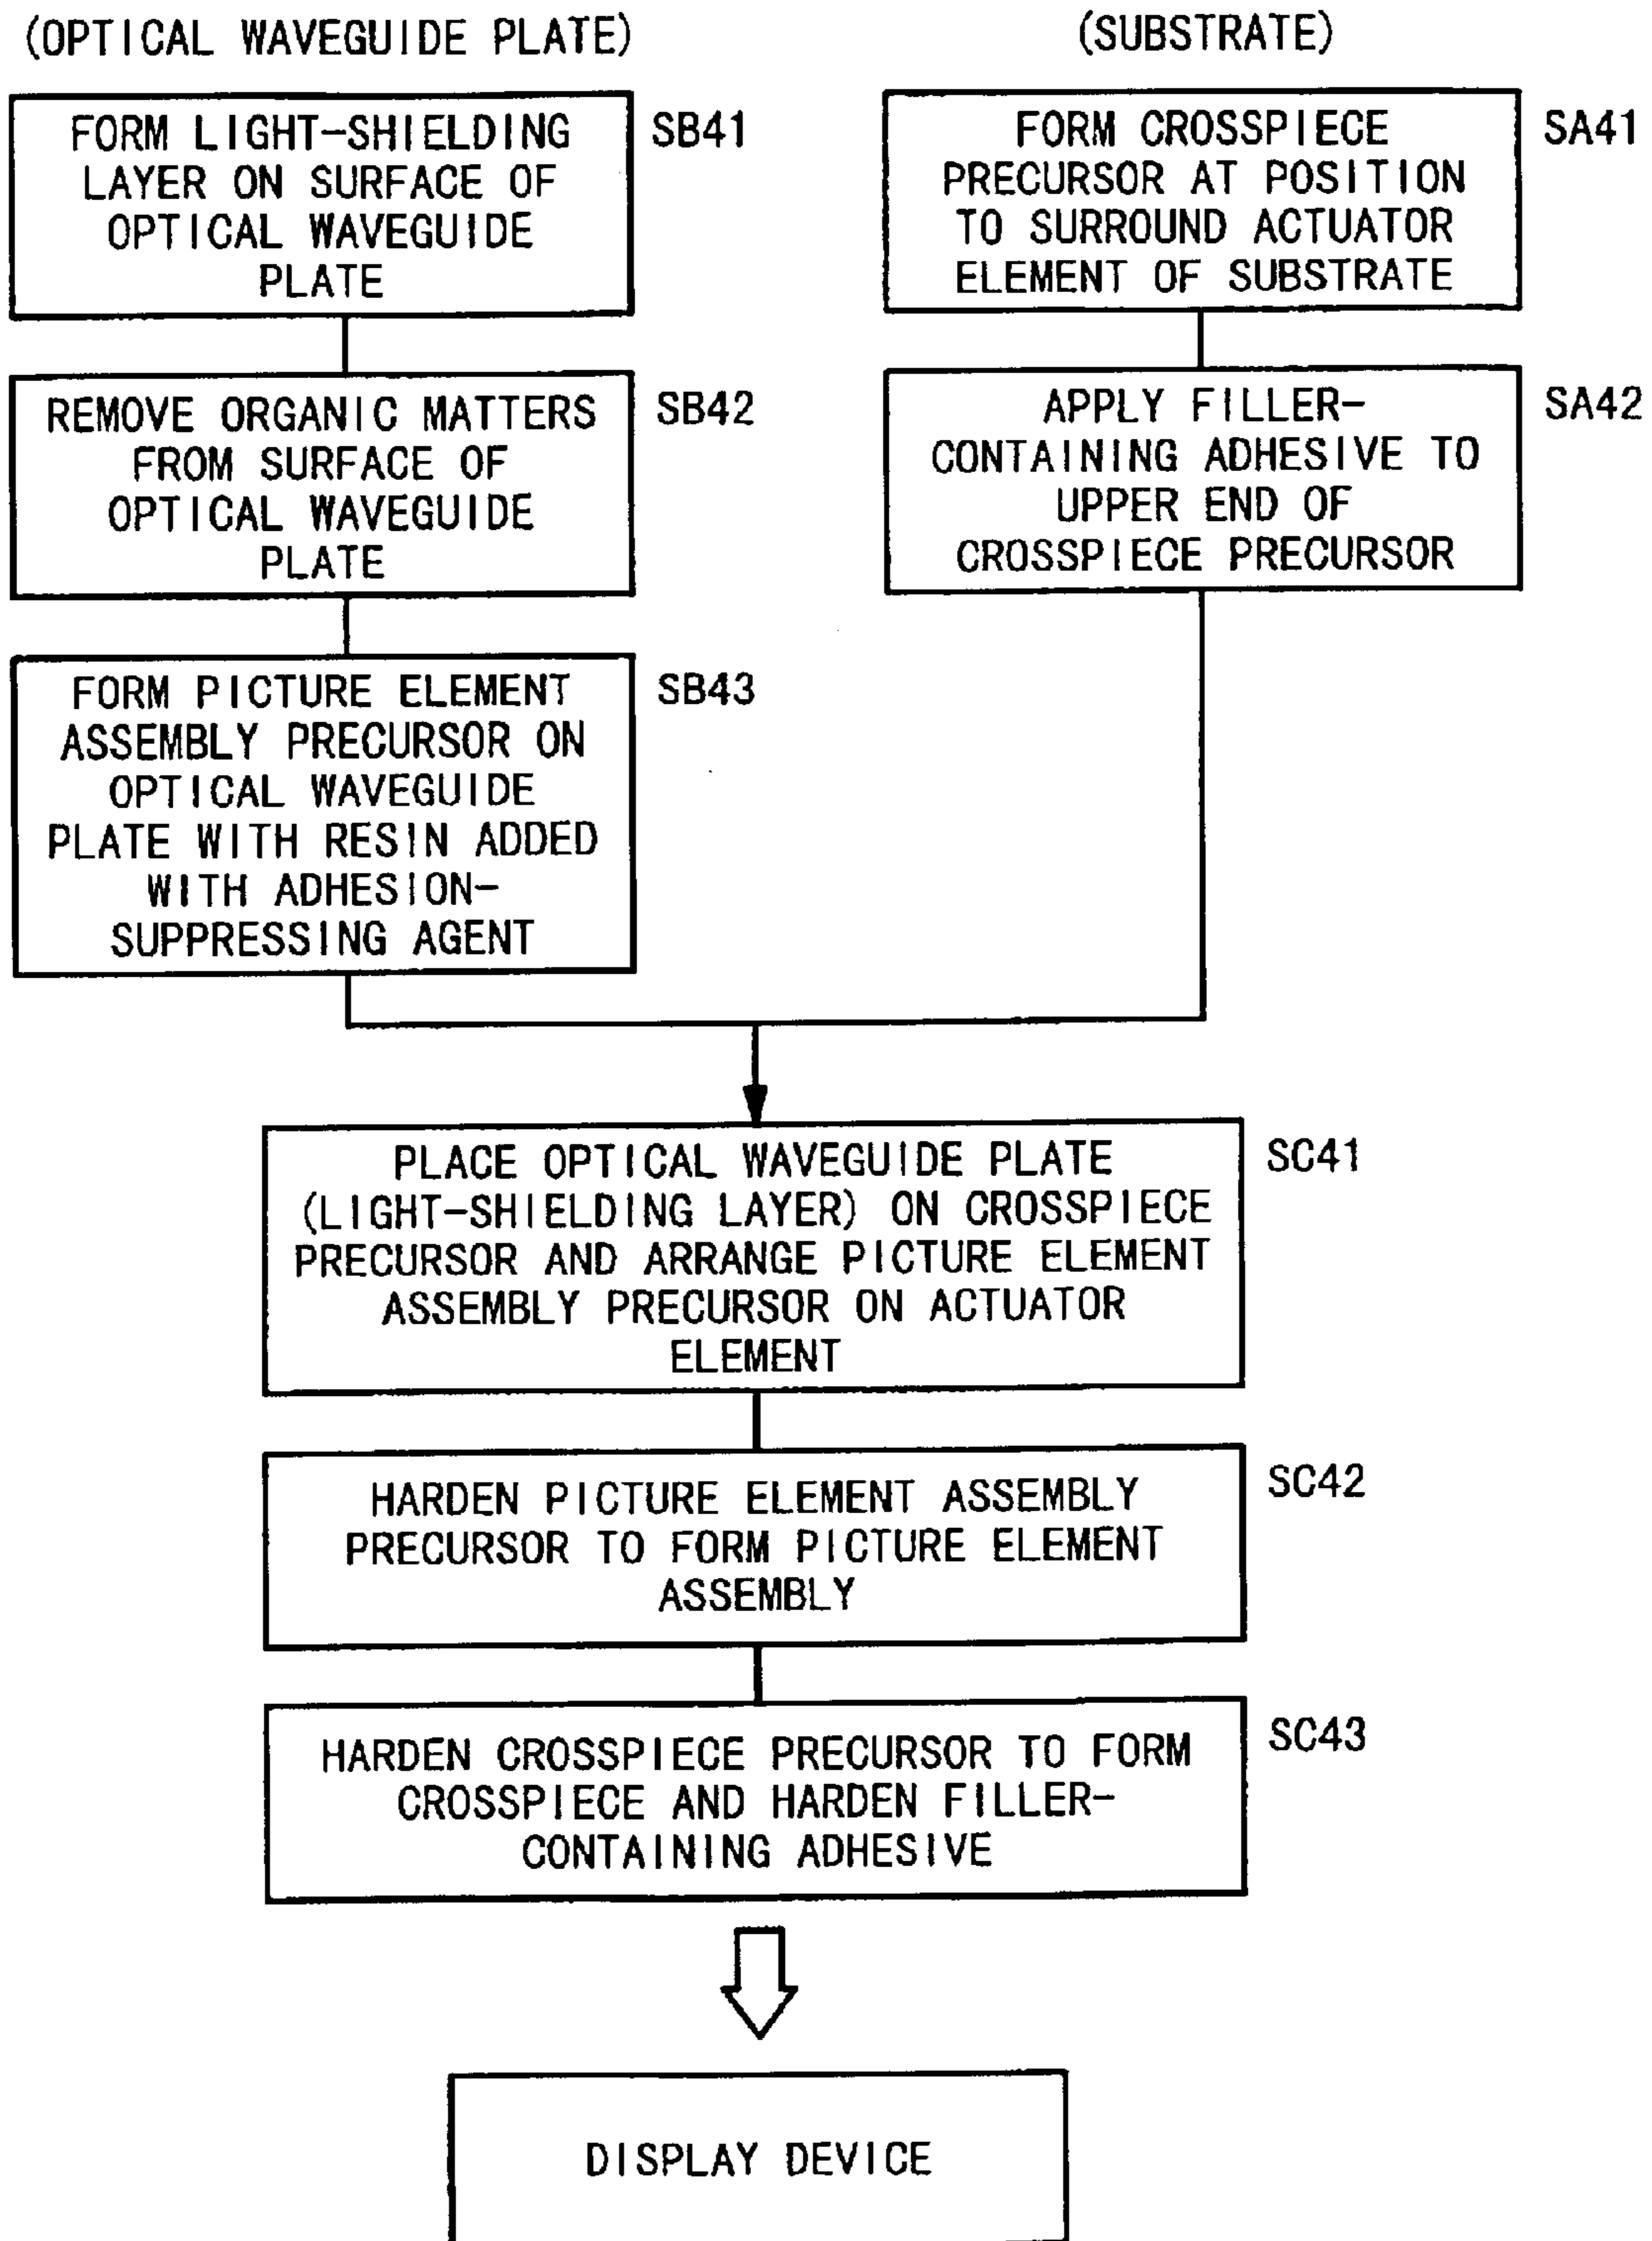 (OPTICAL WAVEGUIDE PLATE)
FORM LIGHT-SHIELDING
LAYER ON SURFACE OF
OPTICAL WAVEGUIDE
PLATE
SB41
REMOVE ORGANIC MATTERS
FROM SURFACE OF
OPTICAL WAVEGUIDE
PLATE
SB42
FORM PICTURE ELEMENT
ASSEMBLY PRECURSOR ON
OPTICAL WAVEGUIDE
PLATE WITH RESIN ADDED
WITH ADHESION-
SUPPRESSING AGENT
SB43
(SUBSTRATE)
FORM CROSSPIECE
PRECURSOR AT POSITION
TO SURROUND ACTUATOR
ELEMENT OF SUBSTRATE
SA41
APPLY FILLER-
CONTAINING ADHESIVE TO
UPPER END OF
CROSSPIECE PRECURSOR
SA42
PLACE OPTICAL WAVEGUIDE PLATE
(LIGHT-SHIELDING LAYER) ON CROSSPIECE
PRECURSOR AND ARRANGE PICTURE ELEMENT
ASSEMBLY PRECURSOR ON ACTUATOR
ELEMENT
SC41
HARDEN PICTURE ELEMENT ASSEMBLY
PRECURSOR TO FORM PICTURE ELEMENT
ASSEMBLY
SC42
HARDEN CROSSPIECE PRECURSOR TO FORM
CROSSPIECE AND HARDEN FILLER-
CONTAINING ADHESIVE
SC43
DISPLAY DEVICE